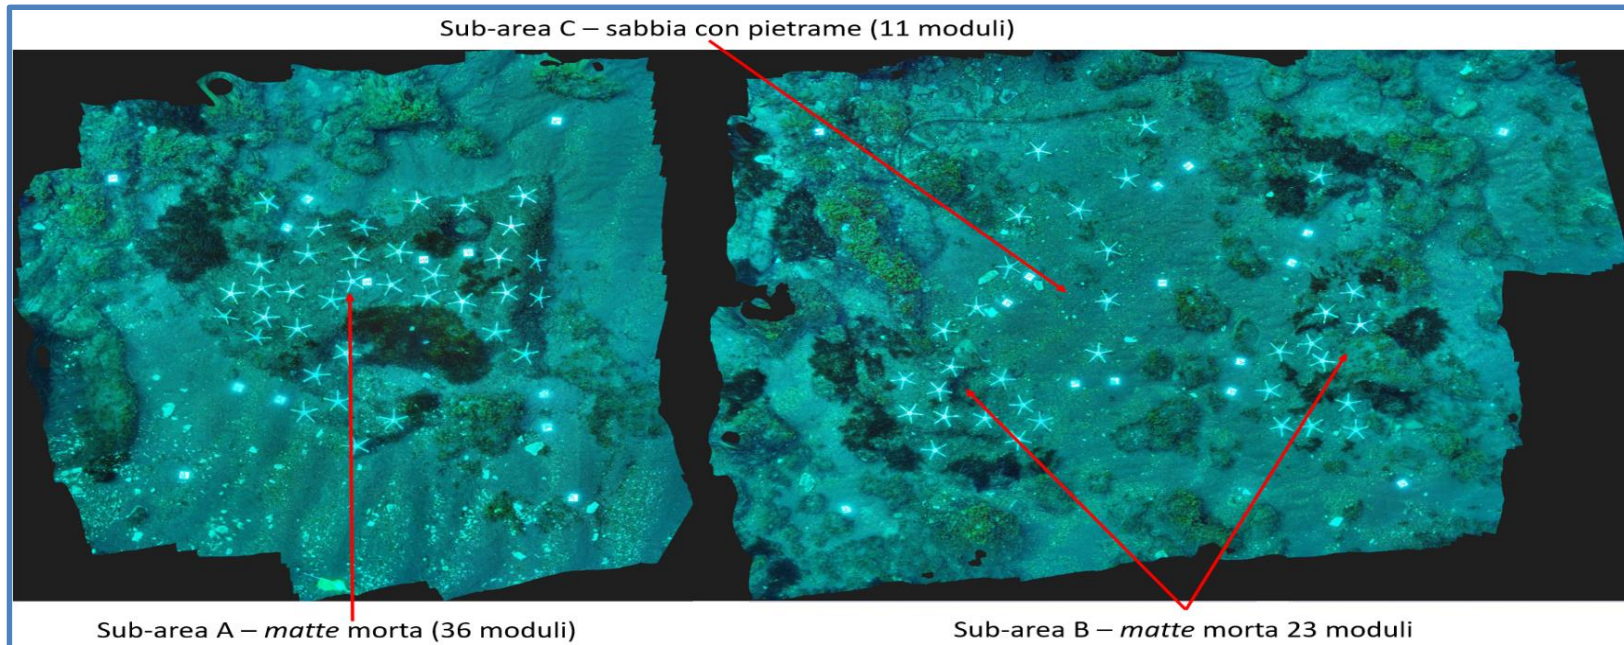 Sub-area C – sabbia con pietrame (11 moduli)
Sub-area A – matte morta (36 moduli)
Sub-area B – matte morta 23 moduli